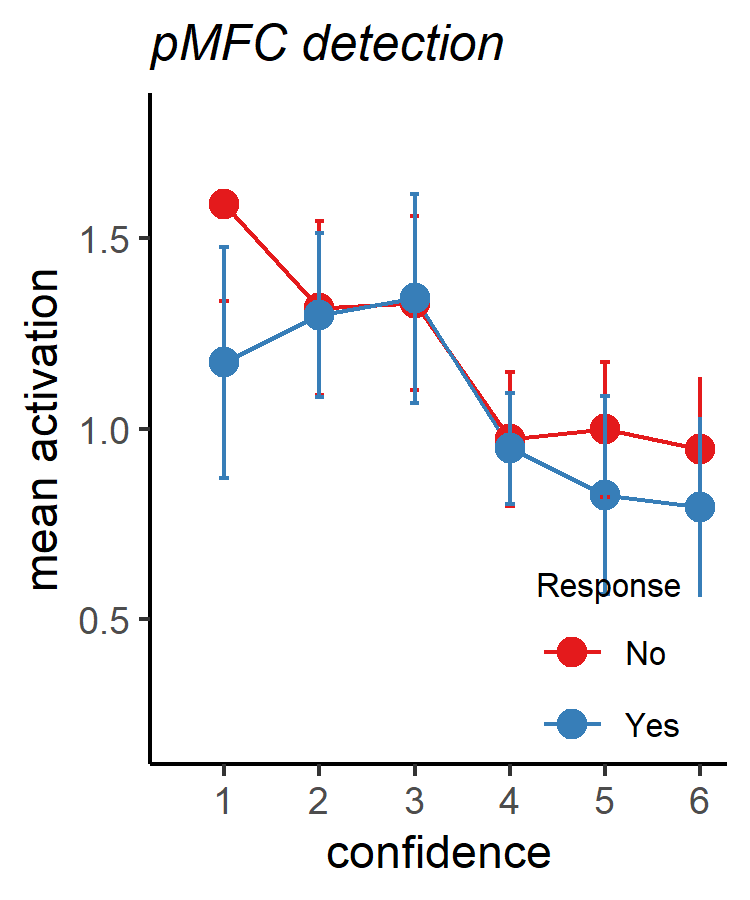 pMFC detection
mean activation
1.5
1.0
0.5
Response
No
Yes
1 2 3 4 5 6
confidence